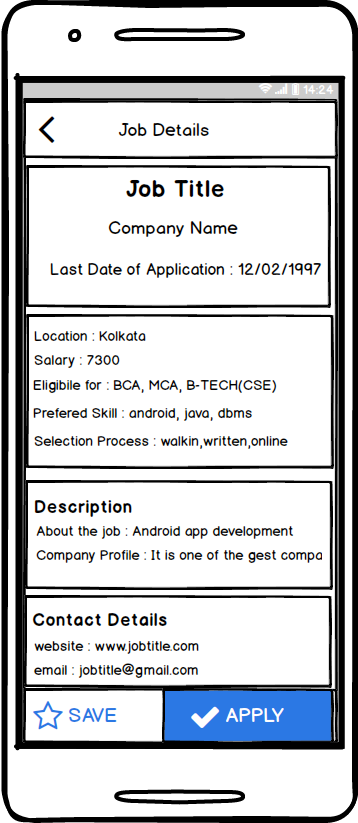 14:24
Job Details
Job Title
Company Name
Last Date of Application : 12/02/1997
Location : Kolkata
Salary : 7300
Eligibile for : BCA, MCA, B-TECH(CSE)
Prefered Skill : android, java, dbms
Selection Process : walkin,written,online
Description
About the job : Android app development
Company Profile : It is one of the gest compa
Contact Details
website : www.jobtitle.com
email : jobtitle@gmail.com
SAVE
APPLY